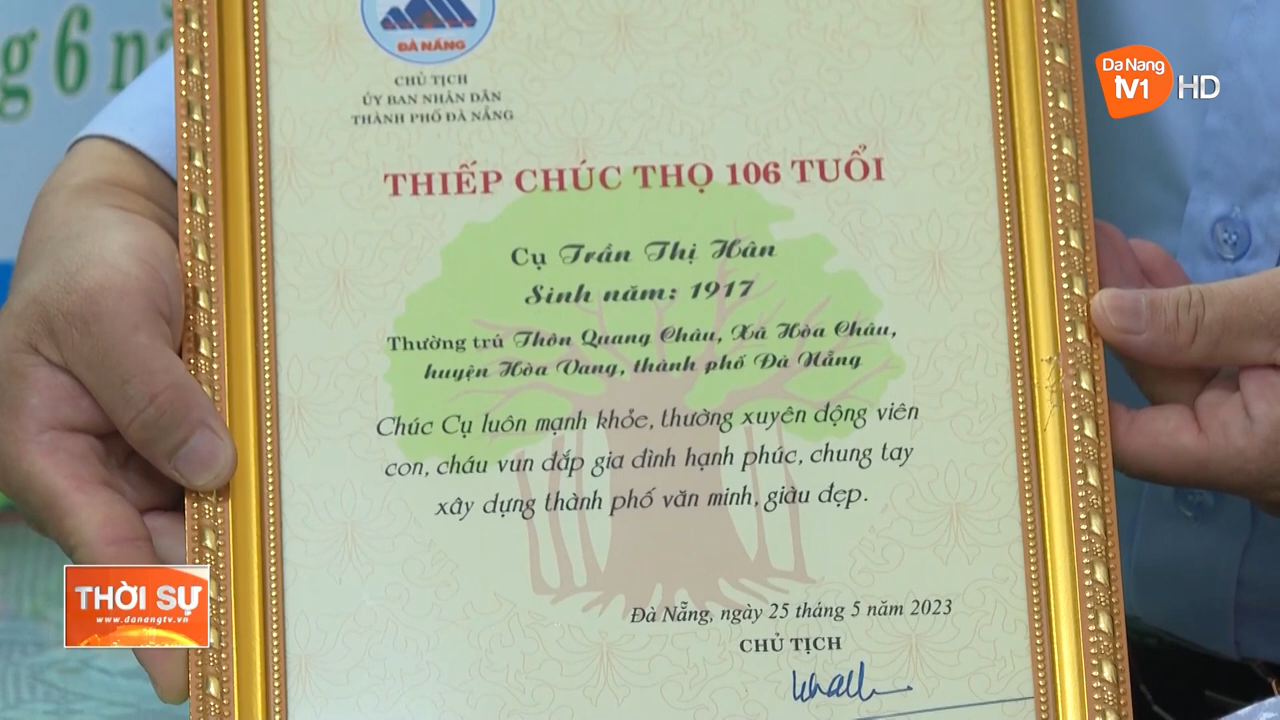 g 6 n
ĐÀ NẴNG
CHỦ TỊCH
ỦY BAN NHÂN DÂN
THÀNH PHỐ ĐÀ NẴNG
THIẾP CHÚC THỌ 106 TUỔI
Cụ Trần Thị Hân
Sinh năm: 1917
Thường trú Thôn Quang Châu, Xã Hòa Châu,
huyện Hòa Vang, thành phố Đà Nẵng
Chúc Cụ luôn mạnh khỏe, thường xuyên động viên
con, cháu vun đắp gia đình hạnh phúc, chung tay
xây dựng thành phố văn minh, giàu đẹp.
Đà Nẵng, ngày 25 tháng 5 năm 2023
CHỦ TỊCH
Da Nang
TV1 HD
THỜI SỰ
www.danangtv.vn